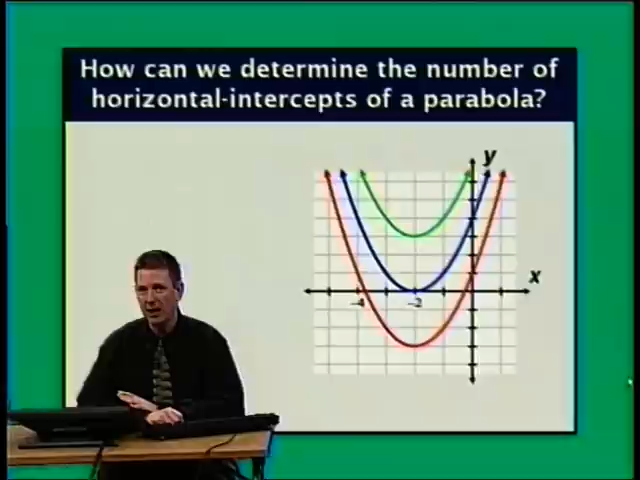 How can we determine the number of
horizontal-intercepts of a parabola?
y
x
-4
-2